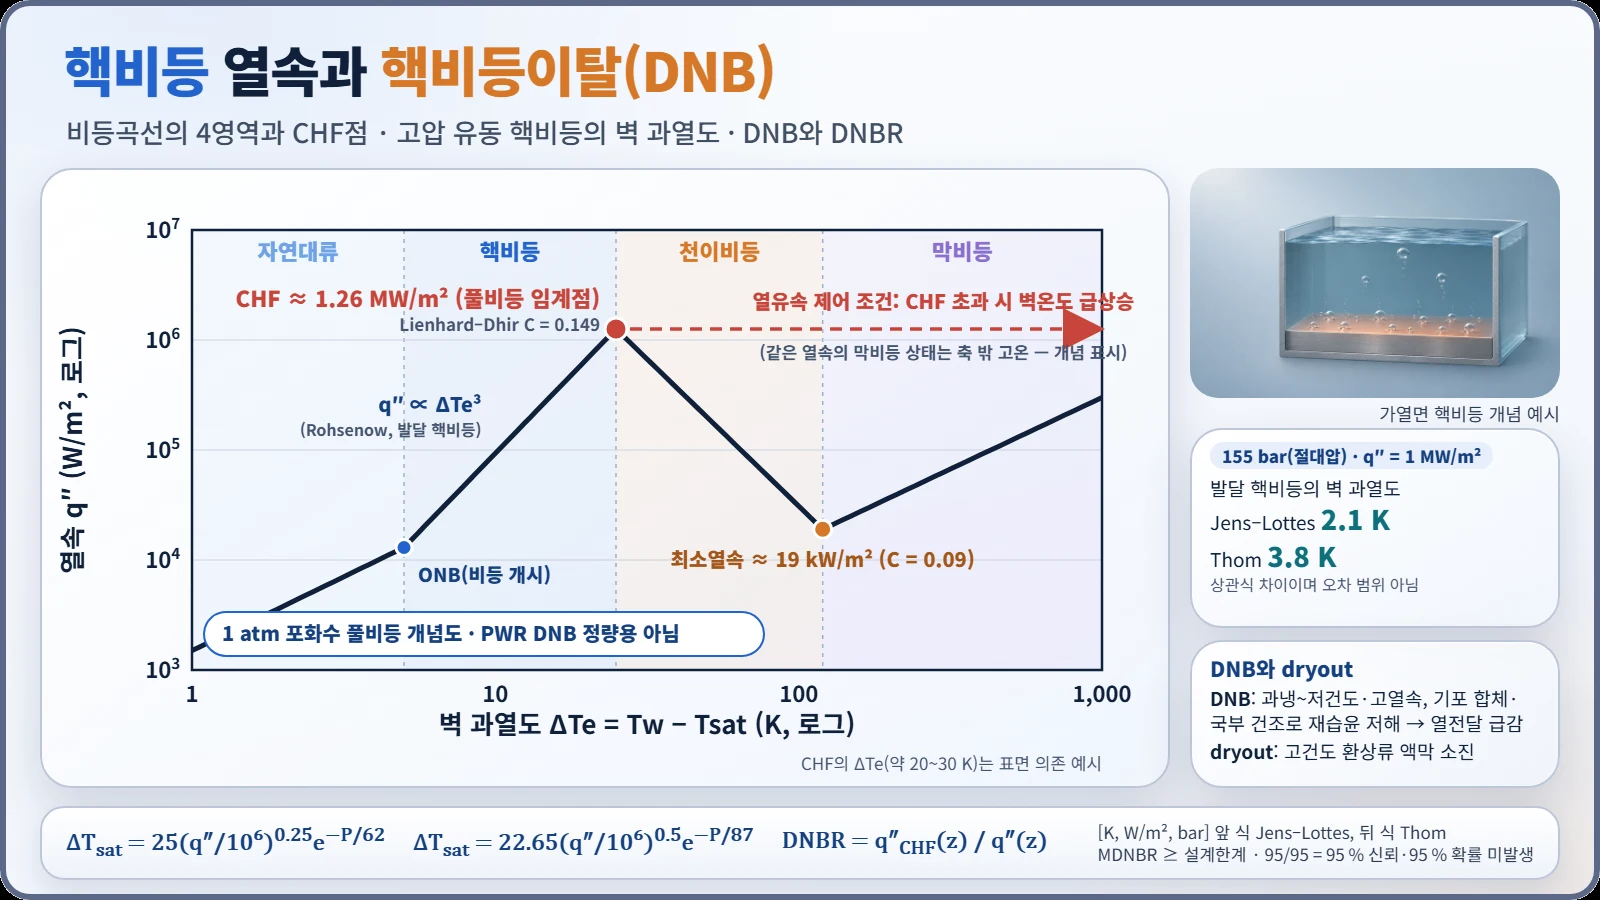 핵비등 열속과 핵비등이탈(DNB)
비등곡선의 4영역과 CHF점 · 고압 유동 핵비등의 벽 과열도 · DNB와 DNBR
열속 q″ (W/m², 로그)
10⁷
10⁶
10⁵
10⁴
10³
자연대류
핵비등
천이비등
막비등
CHF ≈ 1.26 MW/m² (풀비등 임계점)
Lienhard–Dhir C = 0.149
열유속 제어 조건: CHF 초과 시 벽온도 급상승
(같은 열속의 막비등 상태는 축 밖 고온 — 개념 표시)
q″ ∝ ΔTe³
(Rohsenow, 발달 핵비등)
ONB(비등 개시)
최소열속 ≈ 19 kW/m² (C = 0.09)
1 atm 포화수 풀비등 개념도 · PWR DNB 정량용 아님
1
10
100
1,000
벽 과열도 ΔTe = Tw − Tsat (K, 로그)
CHF의 ΔTe(약 20~30 K)는 표면 의존 예시
가열면 핵비등 개념 예시
155 bar(절대압) · q″ = 1 MW/m²
발달 핵비등의 벽 과열도
Jens–Lottes 2.1 K
Thom 3.8 K
상관식 차이이며 오차 범위 아님
DNB와 dryout
DNB: 과냉~저건도·고열속, 기포 합체·
국부 건조로 재습윤 저해 → 열전달 급감
dryout: 고건도 환상류 액막 소진
ΔTsat = 25(q″/10⁶)^0.25 e^−P/62
ΔTsat = 22.65(q″/10⁶)^0.5 e^−P/87
DNBR = q″CHF(z) / q″(z)
[K, W/m², bar] 앞 식 Jens–Lottes, 뒤 식 Thom
MDNBR ≥ 설계한계 · 95/95 = 95 % 신뢰·95 % 확률 미발생